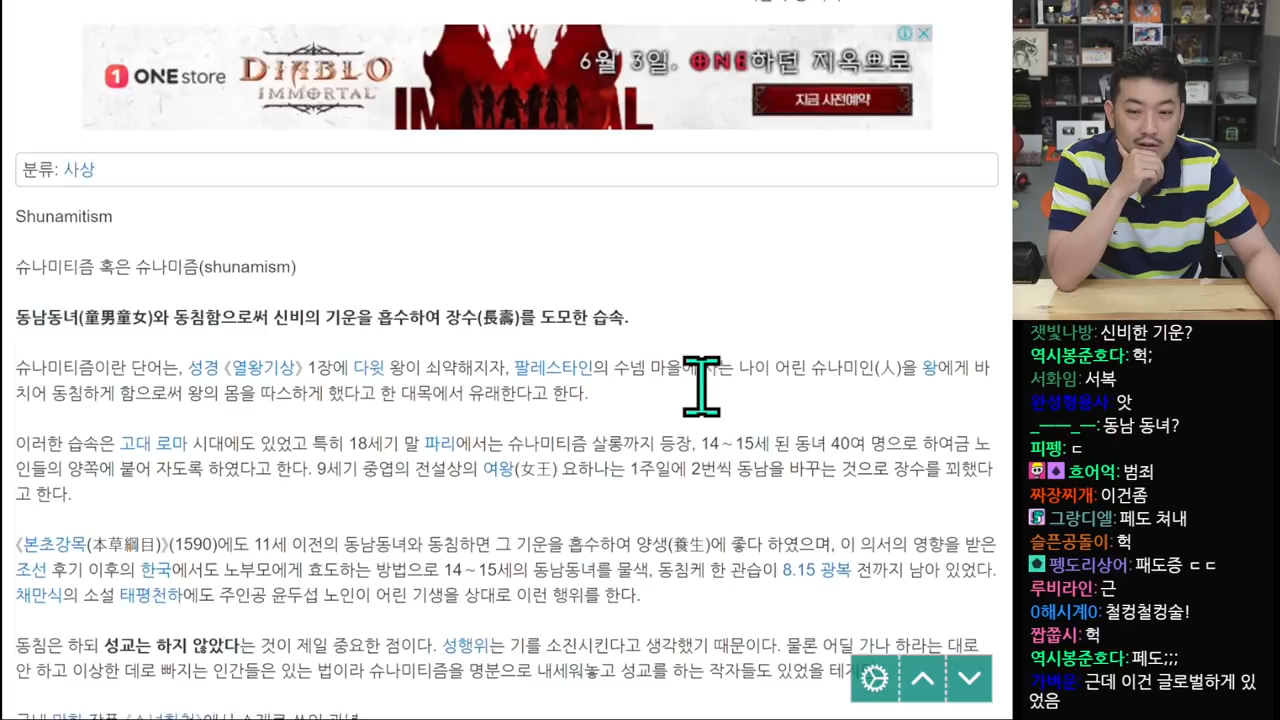 1 ONE store
DIABLO
IMMORTAL
IMMORTAL
6월 3일, ONE하던 지옥으로
지금 사전예약
분류: 사상
Shunamitism
슈나미티즘 혹은 슈나미즘(shunamism)
동남동녀(童男童女)와 동침함으로써 신비의 기운을 흡수하여 장수(長壽)를 도모한 습속.
슈나미티즘이란 단어는, 성경 《열왕기상》 1장에 다윗 왕이 쇠약해지자, 팔레스타인의 수넴 마을에 사는 나이 어린 슈나미인(人)을 왕에게 바
치어 동침하게 함으로써 왕의 몸을 따스하게 했다고 한 대목에서 유래한다고 한다.
이러한 습속은 고대 로마 시대에도 있었고 특히 18세기 말 파리에서는 슈나미티즘 살롱까지 등장, 14～15세 된 동녀 40여 명으로 하여금 노
인들의 양쪽에 붙어 자도록 하였다고 한다. 9세기 중엽의 전설상의 여왕(女王) 요하나는 1주일에 2번씩 동남을 바꾸는 것으로 장수를 꾀했다
고 한다.
《본초강목(本草綱目)》(1590)에도 11세 이전의 동남동녀와 동침하면 그 기운을 흡수하여 양생(養生)에 좋다 하였으며, 이 의서의 영향을 받은
조선 후기 이후의 한국에서도 노부모에게 효도하는 방법으로 14～15세의 동남동녀를 물색, 동침케 한 관습이 8.15 광복 전까지 남아 있었다.
채만식의 소설 태평천하에도 주인공 윤두섭 노인이 어린 기생을 상대로 이런 행위를 한다.
동침은 하되 성교는 하지 않았다는 것이 제일 중요한 점이다. 성행위는 기를 소진시킨다고 생각했기 때문이다. 물론 어딜 가나 하라는 대로
안 하고 이상한 데로 빠지는 인간들은 있는 법이라 슈나미티즘을 명분으로 내세워놓고 성교를 하는 작자들도 있었을 테
잿빛나방: 신비한 기운?
역시봉준호다: 헉;
서화임: 서복
완성형용사: 앗
_ㅡㅡ_ㅡ: 동남 동녀?
피펭: ㄷ
흐어억: 범죄
짜장찌개: 이건좀
그랑디엘: 페도 쳐내
슬픈공돌이: 헉
펭도리상어: 패도증 ㄷㄷ
루비라인: 근
0해시계0: 철컹철컹술!
짭쭙시: 헉
역시봉준호다: 페도;;;
가벼운: 근데 이건 글로벌하게 있
었음